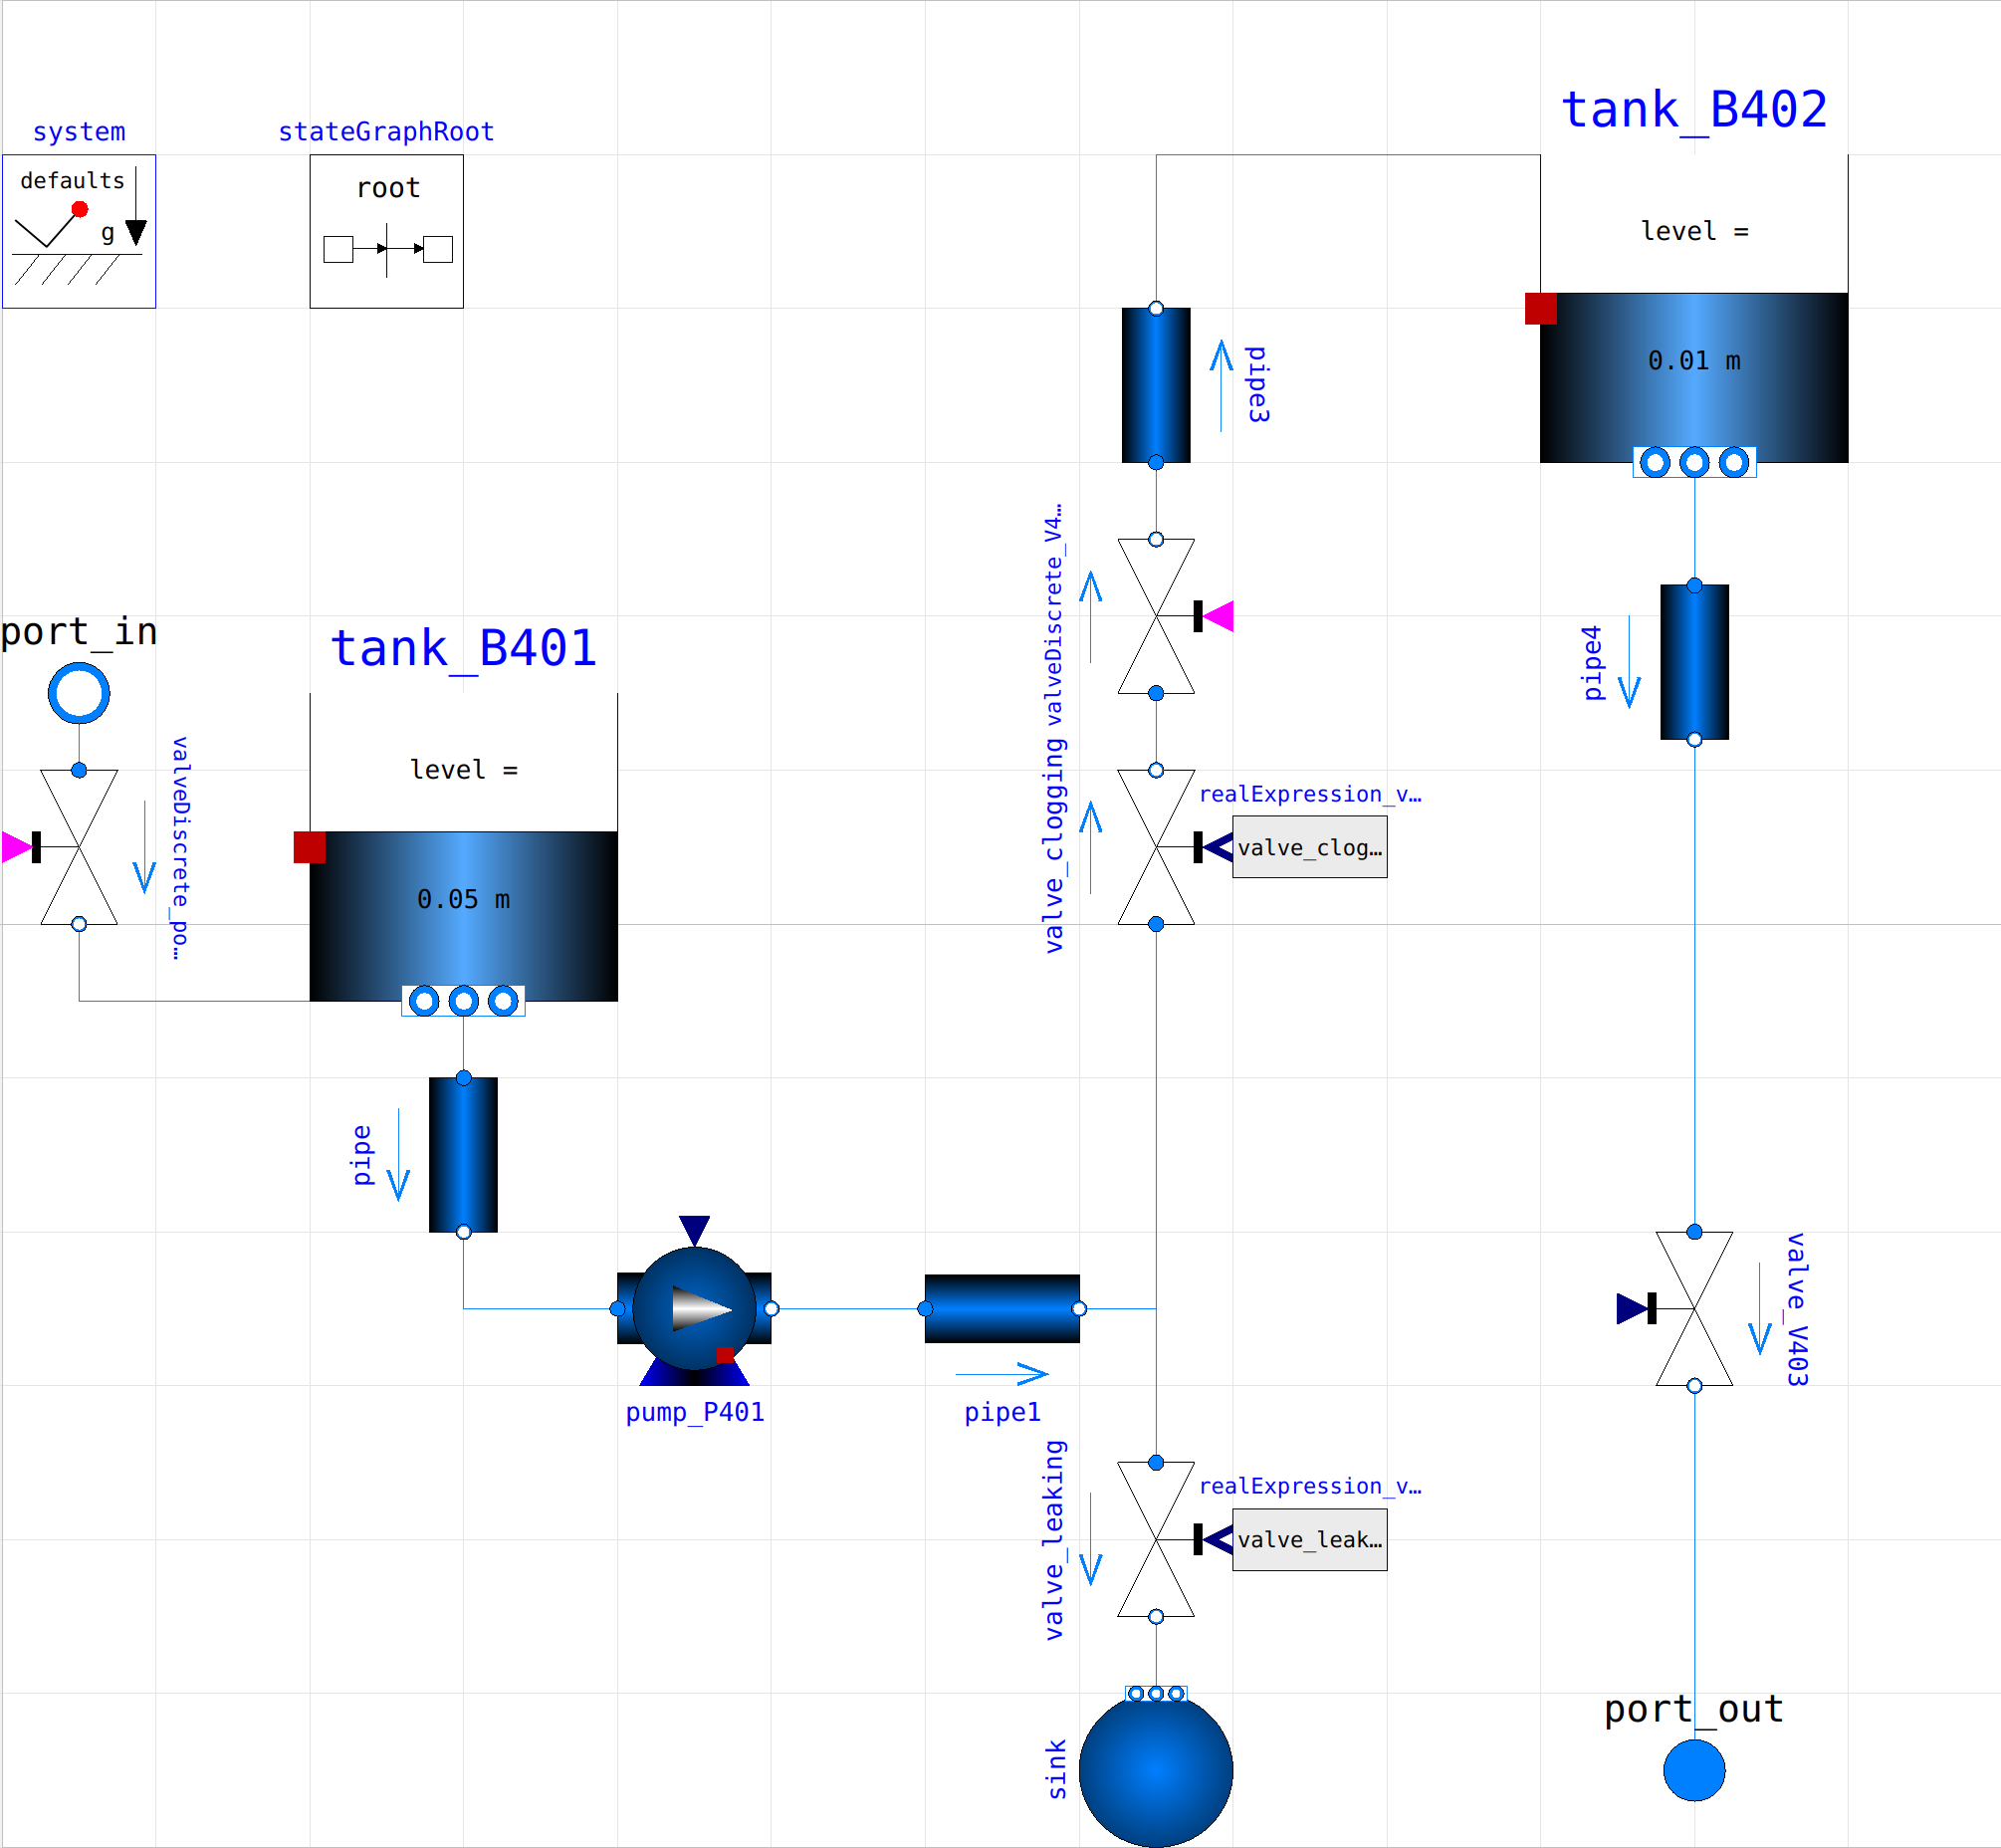 tank_B402
system
stateGraphRoot
defaults
g
root
level =
0.01 m
pipe3
valveDiscrete_V4…
port_in
tank_B401
pipe4
valveDiscrete_po…
level =
0.05 m
valve_clogging
realExpression_v…
valve_clog…
pipe
pump_P401
pipe1
valve_V403
valve_leaking
realExpression_v…
valve_leak…
port_out
sink